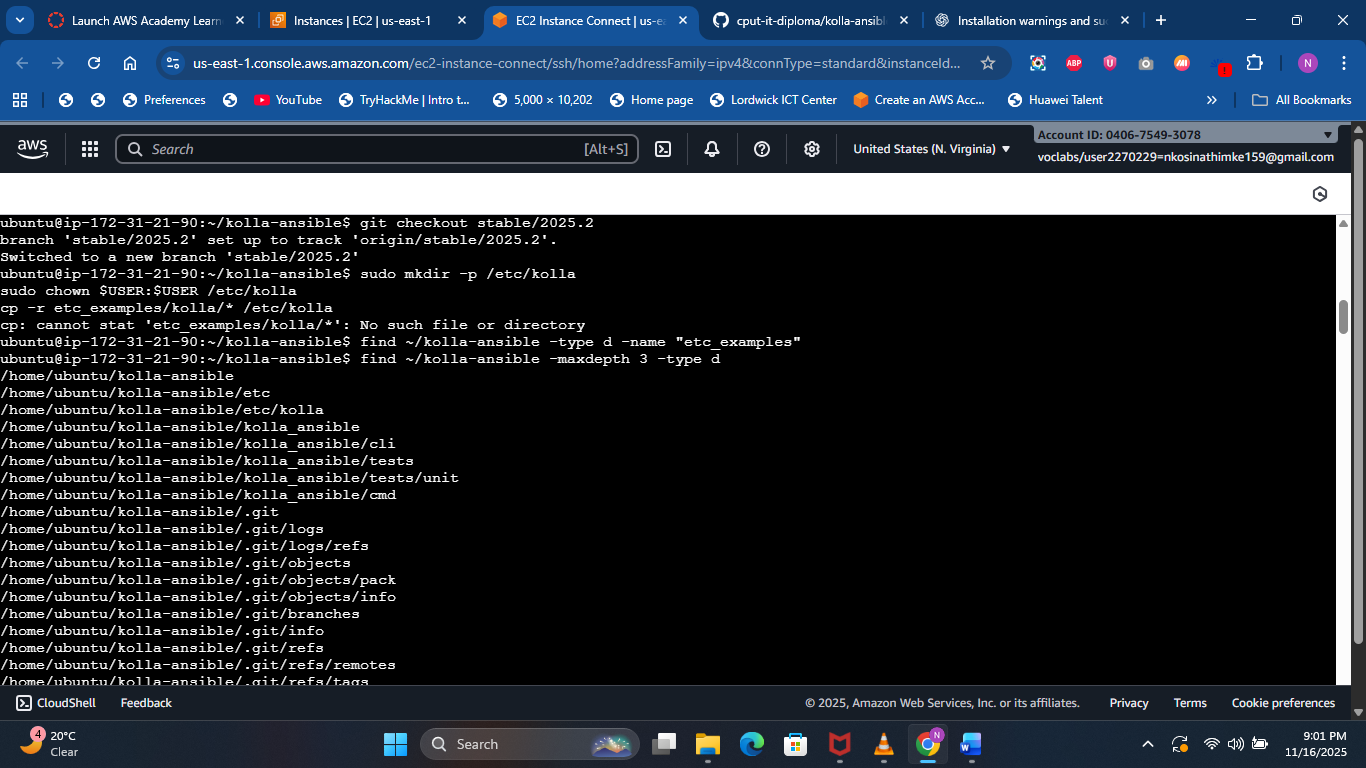 Launch AWS Academy Learn
Instances | EC2 | us-east-1
EC2 Instance Connect | us-ea
cput-it-diploma/kolla-ansibl
Installation warnings and su
us-east-1.console.aws.amazon.com/ec2-instance-connect/ssh/home?addressFamily=ipv4&connType=standard&instanceId...
ABP
U
N
Preferences
YouTube
TryHackMe | Intro t...
5,000 × 10,202
Home page
Lordwick ICT Center
Create an AWS Acc...
Huawei Talent
»
All Bookmarks
aws
Search
[Alt+S]
United States (N. Virginia)
Account ID: 0406-7549-3078
voclabs/user2270229=nkosinathimke159@gmail.com
ubuntu@ip-172-31-21-90:~/kolla-ansible$ git checkout stable/2025.2
branch 'stable/2025.2' set up to track 'origin/stable/2025.2'.
Switched to a new branch 'stable/2025.2'
ubuntu@ip-172-31-21-90:~/kolla-ansible$ sudo mkdir -p /etc/kolla
sudo chown $USER:$USER /etc/kolla
cp -r etc_examples/kolla/* /etc/kolla
cp: cannot stat 'etc_examples/kolla/*': No such file or directory
ubuntu@ip-172-31-21-90:~/kolla-ansible$ find ~/kolla-ansible -type d -name "etc_examples"
ubuntu@ip-172-31-21-90:~/kolla-ansible$ find ~/kolla-ansible -maxdepth 3 -type d
/home/ubuntu/kolla-ansible
/home/ubuntu/kolla-ansible/etc
/home/ubuntu/kolla-ansible/etc/kolla
/home/ubuntu/kolla-ansible/kolla_ansible
/home/ubuntu/kolla-ansible/kolla_ansible/cli
/home/ubuntu/kolla-ansible/kolla_ansible/tests
/home/ubuntu/kolla-ansible/kolla_ansible/tests/unit
/home/ubuntu/kolla-ansible/kolla_ansible/cmd
/home/ubuntu/kolla-ansible/.git
/home/ubuntu/kolla-ansible/.git/logs
/home/ubuntu/kolla-ansible/.git/logs/refs
/home/ubuntu/kolla-ansible/.git/objects
/home/ubuntu/kolla-ansible/.git/objects/pack
/home/ubuntu/kolla-ansible/.git/objects/info
/home/ubuntu/kolla-ansible/.git/branches
/home/ubuntu/kolla-ansible/.git/info
/home/ubuntu/kolla-ansible/.git/refs
/home/ubuntu/kolla-ansible/.git/refs/remotes
/home/ubuntu/kolla-ansible/.git/refs/tags
CloudShell
Feedback
© 2025, Amazon Web Services, Inc. or its affiliates.
Privacy
Terms
Cookie preferences
4
20°C
Clear
Search
N
9:01 PM
11/16/2025